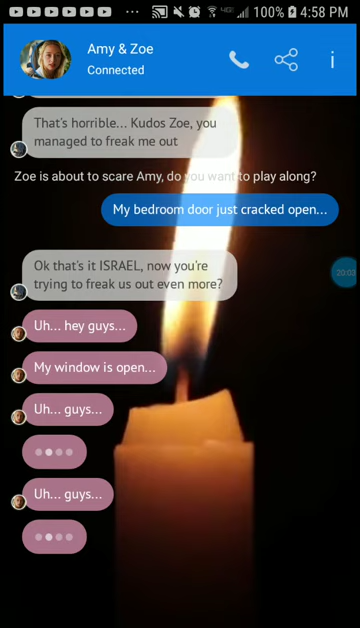 100% 4:58 PM
Amy & Zoe
Connected
That's horrible... Kudos Zoe, you
managed to freak me out
Zoe is about to scare Amy, do you want to play along?
My bedroom door just cracked open...
Ok that's it ISRAEL, now you're
trying to freak us out even more?
20:02
Uh... hey guys...
My window is open...
Uh... guys...
Uh... guys...